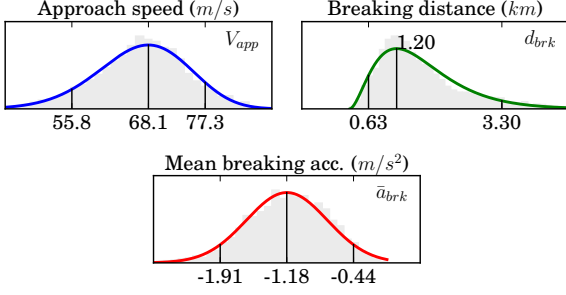 Approach speed (m/s)
V_app
55.8 68.1 77.3
Breaking distance (km)
1.20
d_brk
0.63 3.30
Mean breaking acc. (m/s²)
ā_brk
-1.91 -1.18 -0.44